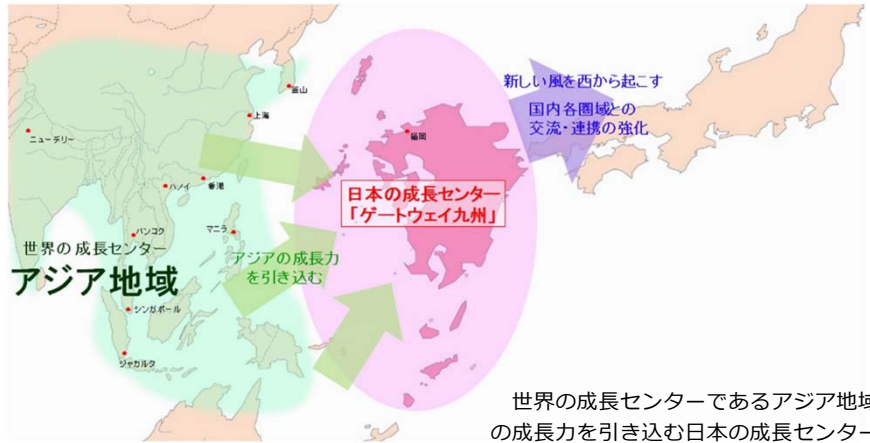 釜山
上海
ニューデリー
福岡
ハノイ
香港
バンコク
マニラ
シンガポール
ジャカルタ
世界の成長センター
アジア地域
アジアの成長力
を引き込む
日本の成長センター
「ゲートウェイ九州」
新しい風を西から起こす
国内各圏域との
交流・連携の強化
世界の成長センターであるアジア地域
の成長力を引き込む日本の成長センター